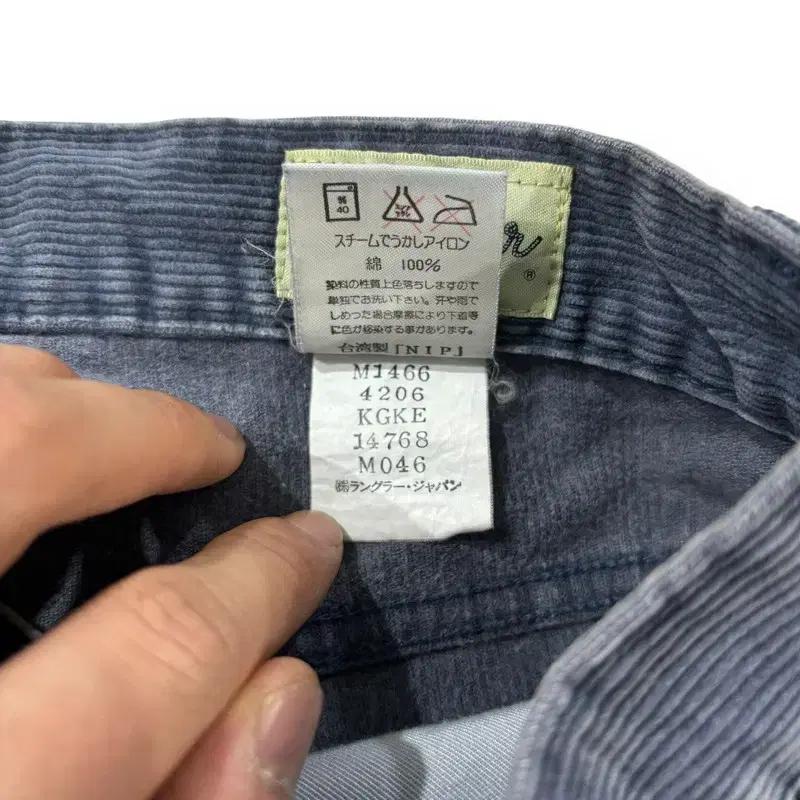 40
スチームでうかしアイロン
綿 100%
染料の性質上色落ちしますので
単独でお洗い下さい。汗や雨で
しめった場合摩擦により下着等
に色が移染する事があります。
台湾製「NIP」
M1466
4206
KGKE
14768
M046
㈱ラングラー・ジャパン
®